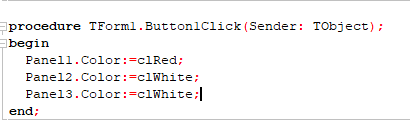 procedure TForm1.Button1Click(Sender: TObject);
begin
  Panel1.Color:=clRed;
  Panel2.Color:=clWhite;
  Panel3.Color:=clWhite;
end;